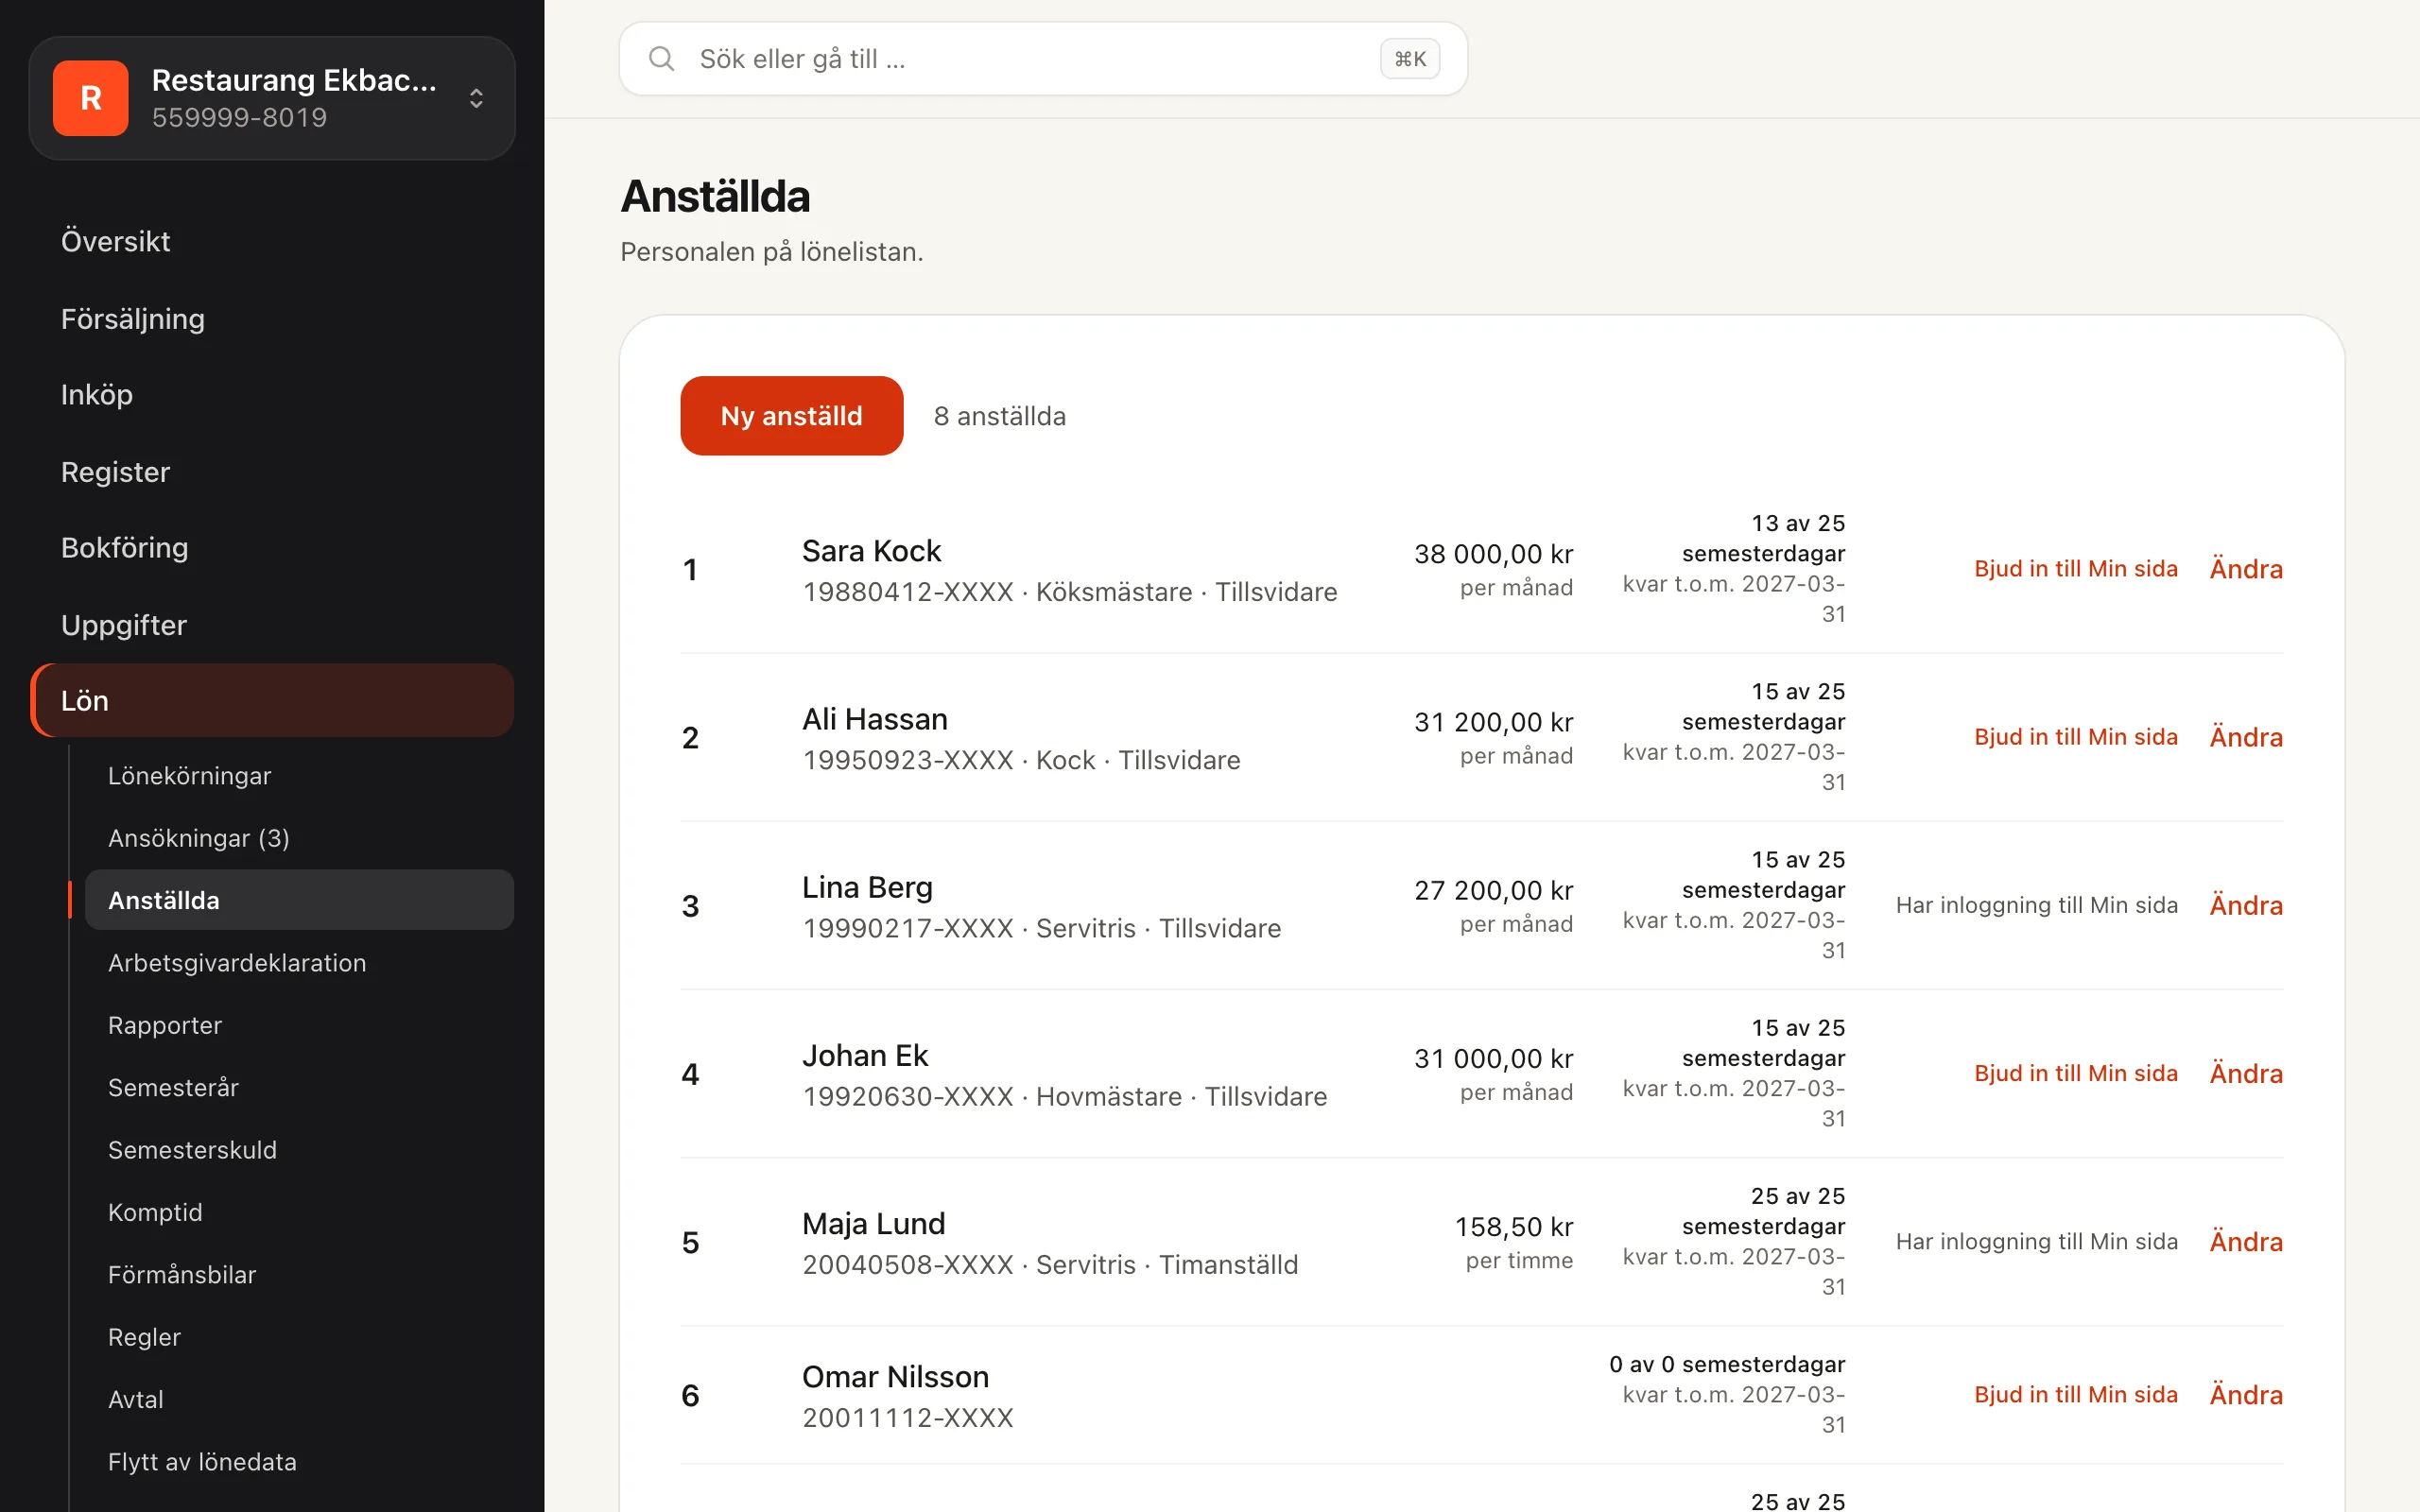 R
Restaurang Ekbac...
559999-8019
Översikt
Försäljning
Inköp
Register
Bokföring
Uppgifter
Lön
Lönekörningar
Ansökningar (3)
Anställda
Arbetsgivardeklaration
Rapporter
Semesterår
Semesterskuld
Komptid
Förmånsbilar
Regler
Avtal
Flytt av lönedata
Sök eller gå till ...
⌘K
Anställda
Personalen på lönelistan.
Ny anställd
8 anställda
1
Sara Kock
19880412-XXXX · Köksmästare · Tillsvidare
38 000,00 kr
per månad
13 av 25
semesterdagar
kvar t.o.m. 2027-03-
31
Bjud in till Min sida
Ändra
2
Ali Hassan
19950923-XXXX · Kock · Tillsvidare
31 200,00 kr
per månad
15 av 25
semesterdagar
kvar t.o.m. 2027-03-
31
Bjud in till Min sida
Ändra
3
Lina Berg
19990217-XXXX · Servitris · Tillsvidare
27 200,00 kr
per månad
15 av 25
semesterdagar
kvar t.o.m. 2027-03-
31
Har inloggning till Min sida
Ändra
4
Johan Ek
19920630-XXXX · Hovmästare · Tillsvidare
31 000,00 kr
per månad
15 av 25
semesterdagar
kvar t.o.m. 2027-03-
31
Bjud in till Min sida
Ändra
5
Maja Lund
20040508-XXXX · Servitris · Timanställd
158,50 kr
per timme
25 av 25
semesterdagar
kvar t.o.m. 2027-03-
31
Har inloggning till Min sida
Ändra
6
Omar Nilsson
20011112-XXXX
0 av 0 semesterdagar
kvar t.o.m. 2027-03-
31
Bjud in till Min sida
Ändra
25 av 25